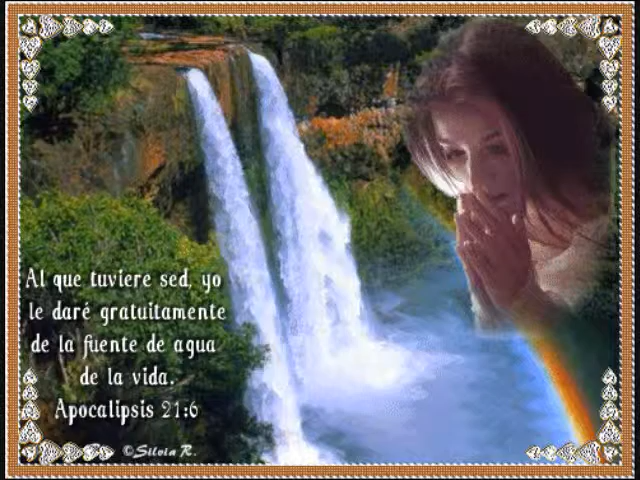 Al que tuviere sed, yo
le daré gratuitamente
de la fuente de agua
de la vida.
Apocalipsis 21:6
©Silvia R.